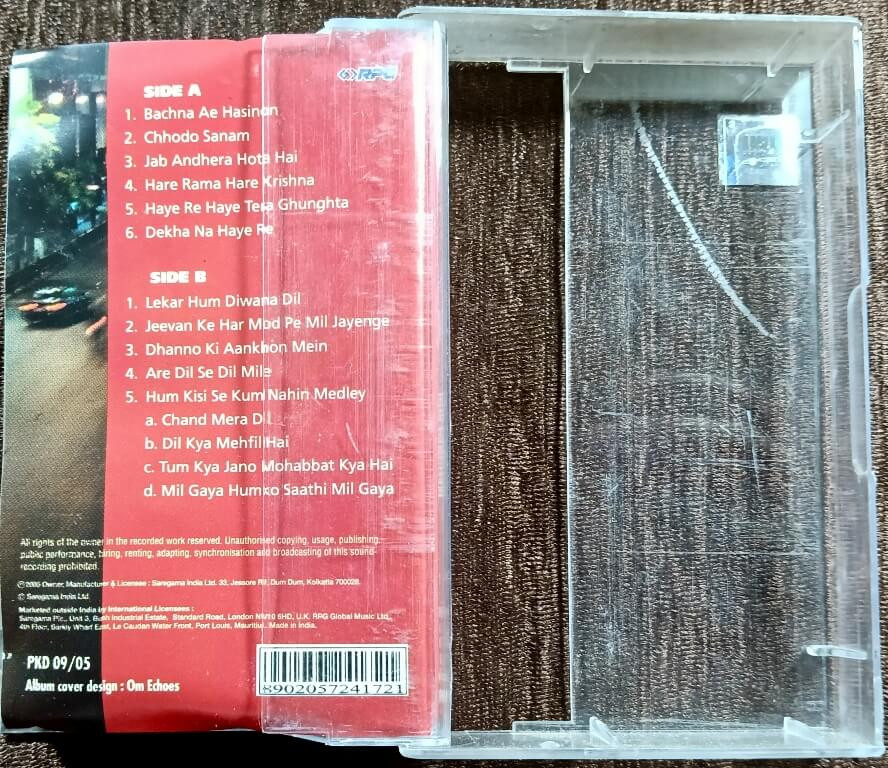 RPG
SIDE A
1. Bachna Ae Hasinon
2. Chhodo Sanam
3. Jab Andhera Hota Hai
4. Hare Rama Hare Krishna
5. Haye Re Haye Tera Ghunghta
6. Dekha Na Haye Re
SIDE B
1. Lekar Hum Diwana Dil
2. Jeevan Ke Har Mod Pe Mil Jayenge
3. Dhanno Ki Aankhon Mein
4. Are Dil Se Dil Mile
5. Hum Kisi Se Kum Nahin Medley
a. Chand Mera Dil
b. Dil Kya Mehfil Hai
c. Tum Kya Jano Mohabbat Kya Hai
d. Mil Gaya Humko Saathi Mil Gaya
All rights of the owner in the recorded work reserved. Unauthorised copying, usage, publishing,
public performance, hiring, renting, adapting, synchronisation and broadcasting of this sound-
recording prohibited.
℗2005 Owner, Manufacturer & Licensee : Saregama India Ltd. 33, Jessore Rd, Dum Dum, Kolkatta 700028.
© Saregama India Ltd.
Marketed outside India by International Licensees :
Saregama Plc., Unit 3, Bush Industrial Estate, Standard Road, London NW10 6HD, U.K. RPG Global Music Ltd.,
4th Floor, Barkly Wharf East, Le Caudan Water Front, Port Louis, Mauritius. Made in India.
PKD 09/05
Album cover design : Om Echoes
8902057241721